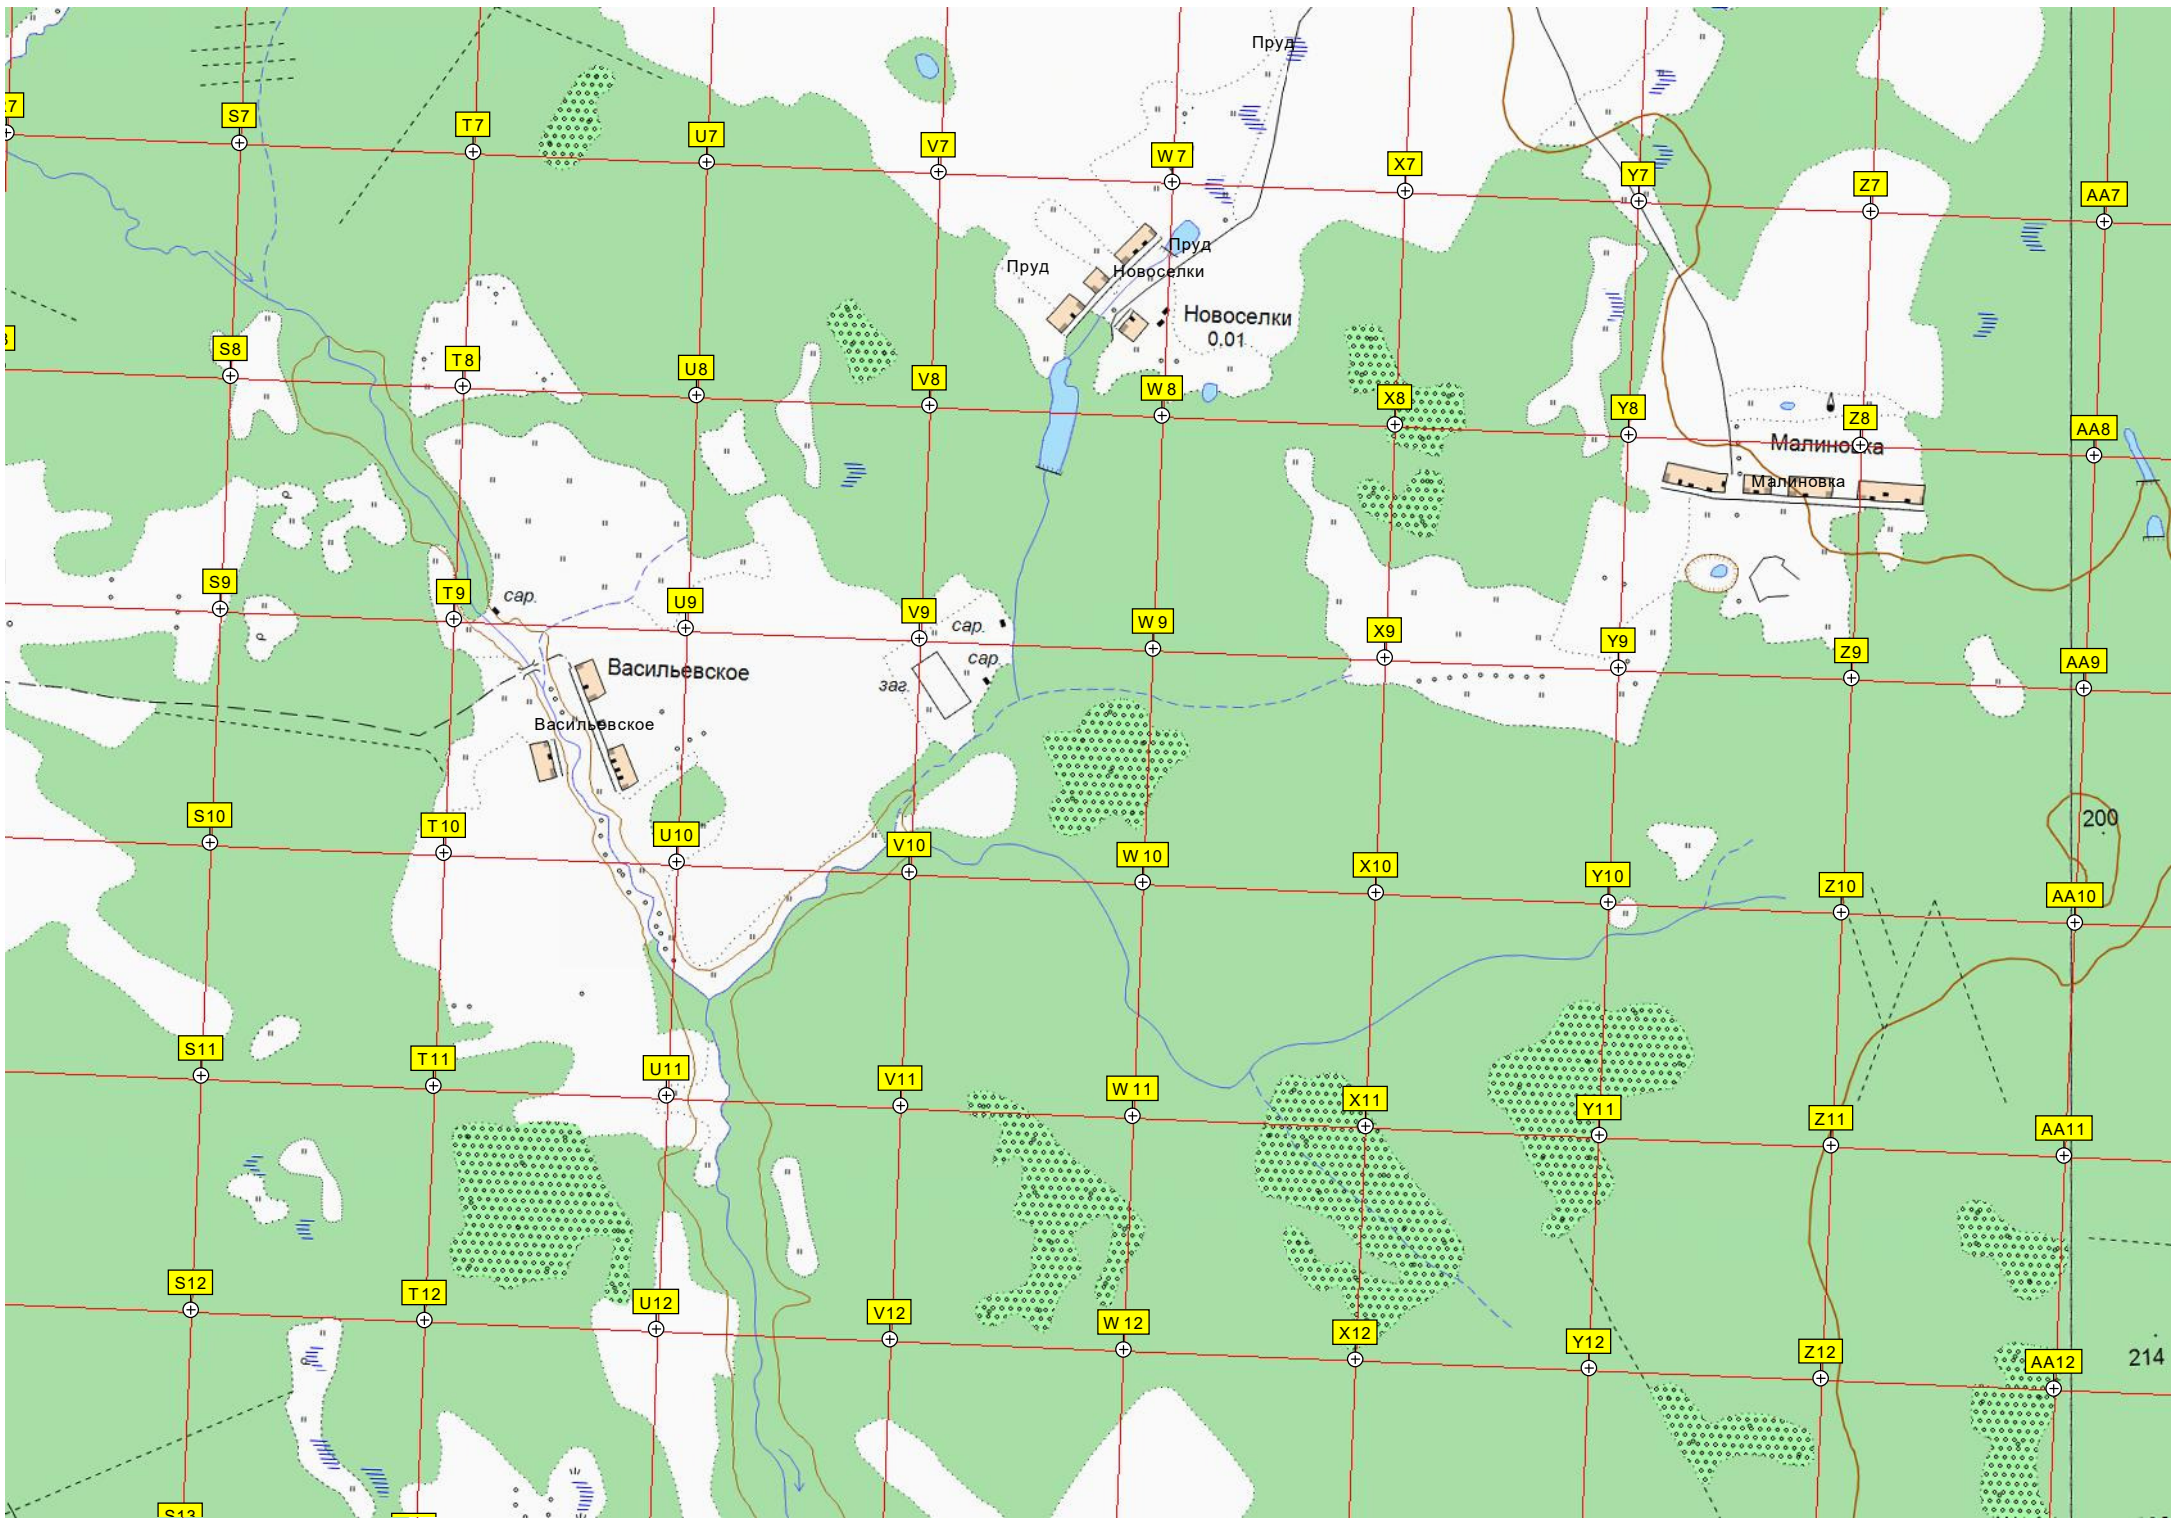 Пруд
7
S7
T7
U7
V7
W7
X7
Y7
Z7
AA7
Пруд
Пруд
Новоселки
Новоселки
0,01
S8
T8
U8
V8
W8
X8
Y8
Z8
AA8
Малиновка
Малиновка
S9
T9
сар.
U9
V9
сар.
W9
X9
Y9
Z9
AA9
сар.
Васильевское
заг.
Васильевское
S10
T10
U10
V10
W10
X10
Y10
Z10
AA10
200
S11
T11
U11
V11
W11
X11
Y11
Z11
AA11
S12
T12
U12
V12
W12
X12
Y12
Z12
AA12
214
S13